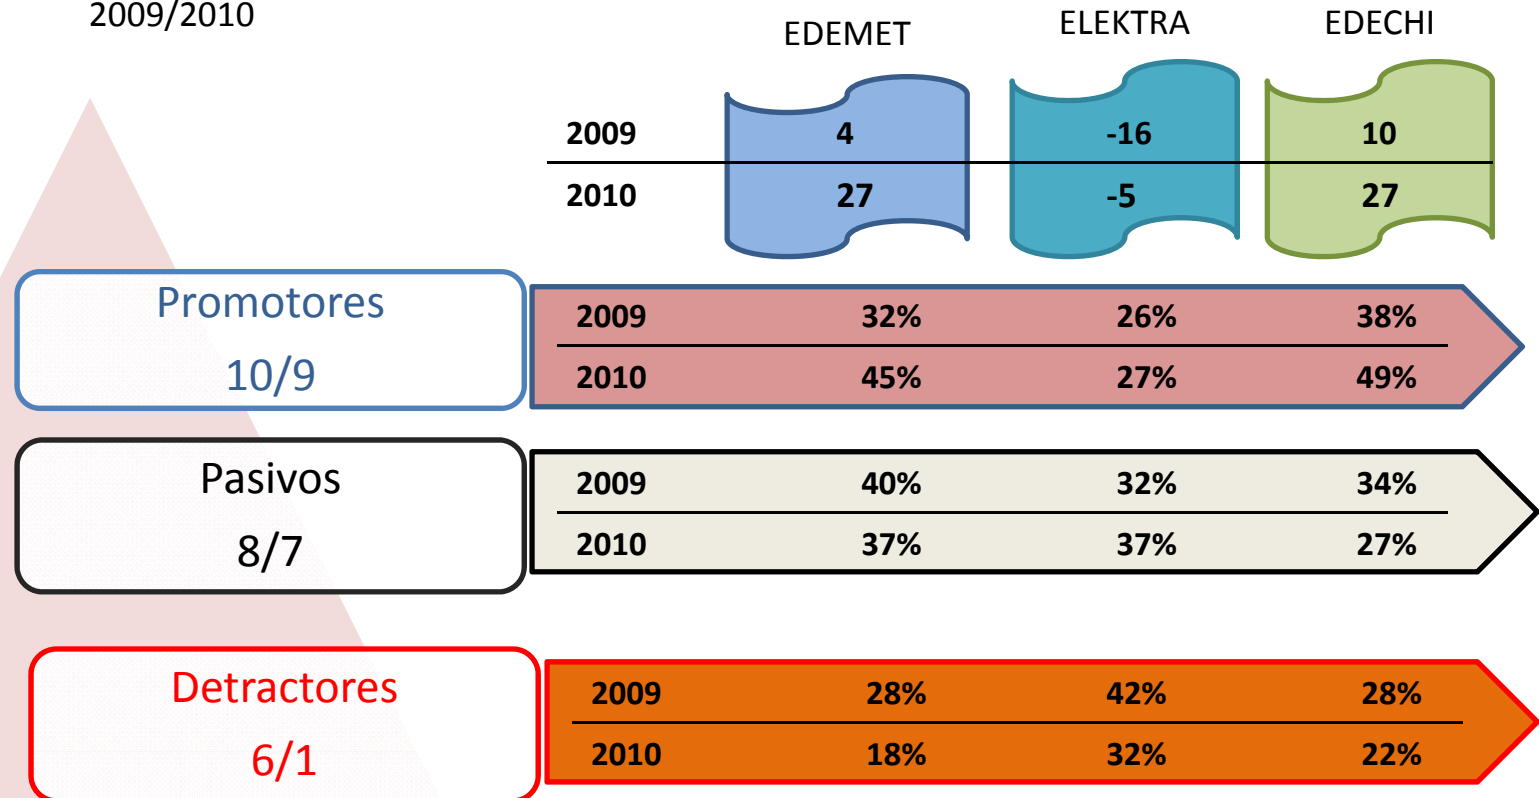 2009/2010
EDEMET ELEKTRA EDECHI
2009 4 -16 10
2010 27 -5 27
Promotores
10/9
2009 32% 26% 38%
2010 45% 27% 49%
Pasivos
8/7
2009 40% 32% 34%
2010 37% 37% 27%
Detractores
6/1
2009 28% 42% 28%
2010 18% 32% 22%